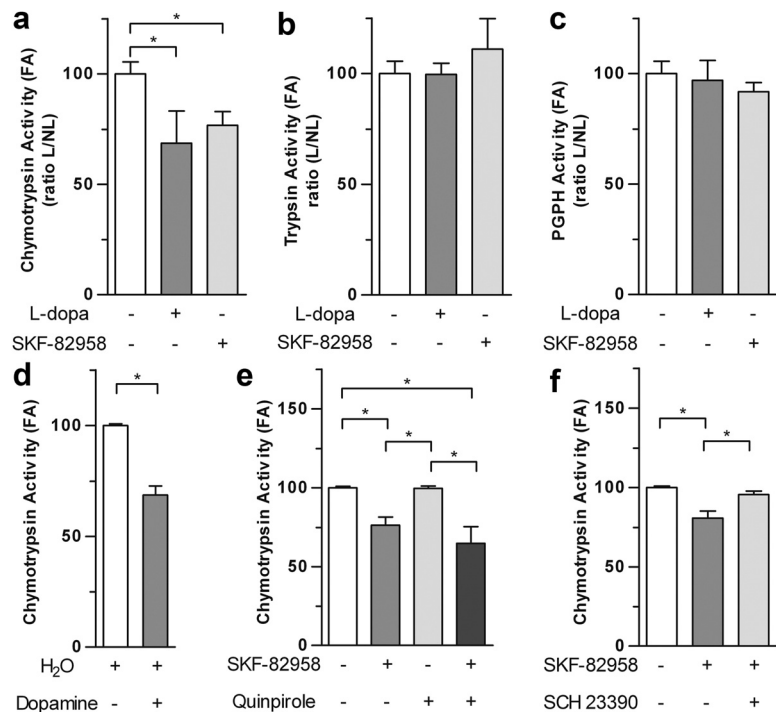 a
Chymotrypsin Activity (FA)
(ratio L/NL)
100
50
0
*
*
L-dopa - + -
SKF-82958 - - +
b
Trypsin Activity (FA)
ratio (L/NL)
100
50
0
L-dopa - + -
SKF-82958 - - +
c
PGPH Activity (FA)
(ratio L/NL)
100
50
0
L-dopa - + -
SKF-82958 - - +
d
Chymotrypsin Activity (FA)
100
50
0
*
H2O + +
Dopamine - +
e
Chymotrypsin Activity (FA)
150
100
50
0
*
*
*
*
SKF-82958 - + - +
Quinpirole - - + +
f
Chymotrypsin Activity (FA)
150
100
50
0
*
*
SKF-82958 - + +
SCH 23390 - - +